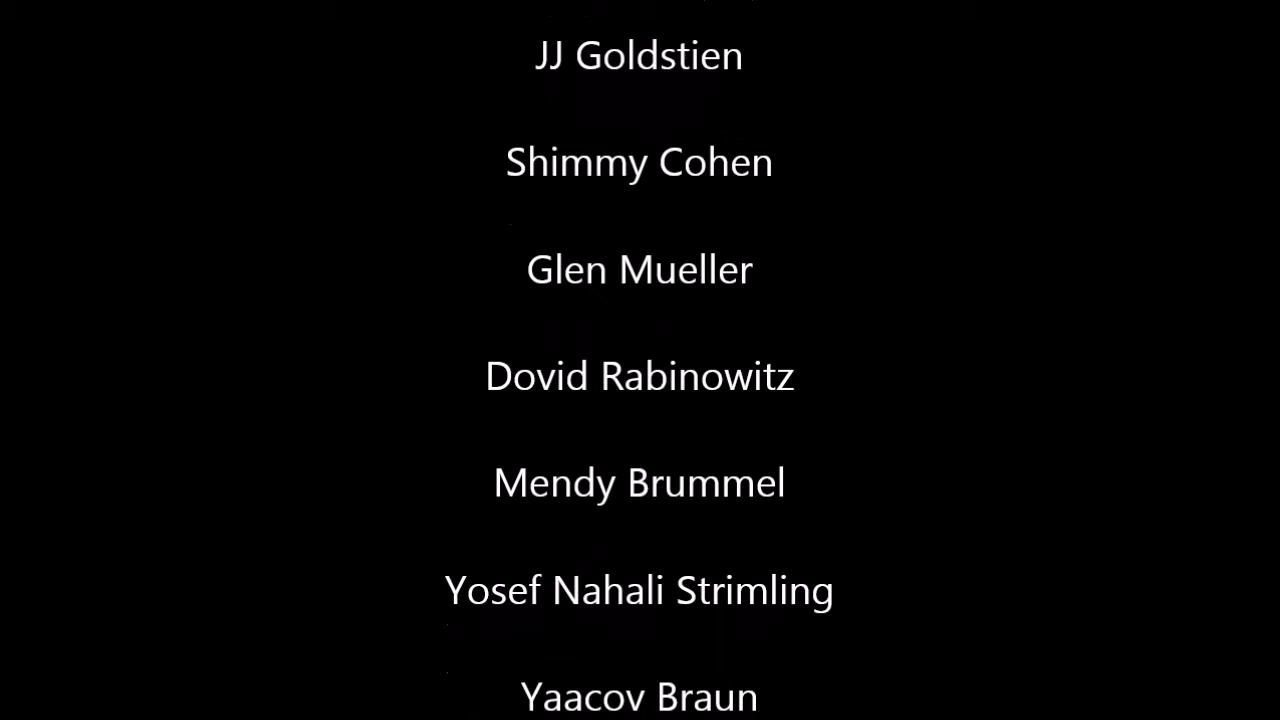 JJ Goldstien
Shimmy Cohen
Glen Mueller
Dovid Rabinowitz
Mendy Brummel
Yosef Nahali Strimling
Yaacov Braun